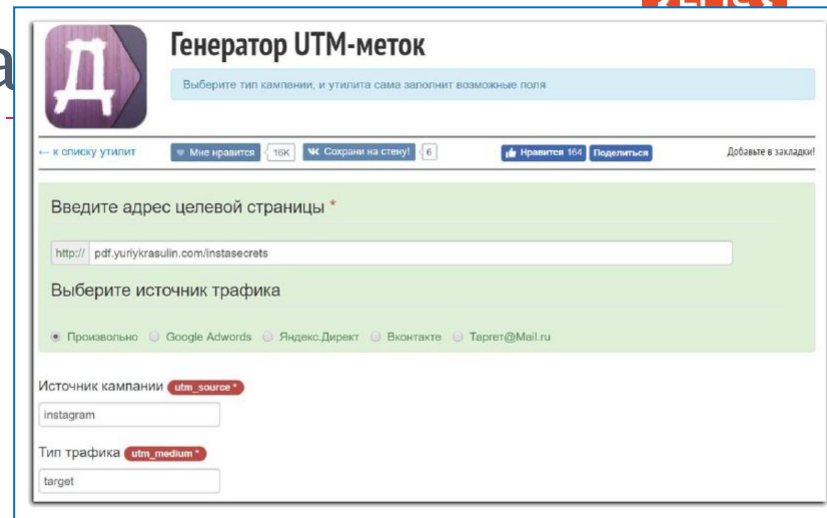 Генератор UTM-меток
Выберите тип кампании, и утилита сама заполнит возможные поля
← к списку утилит Мне нравится 16K Сохрани на стену! 6 Нравится 164 Поделиться Добавьте в закладки!
Введите адрес целевой страницы *
http:// pdf.yuriykrasulin.com/instasecrets
Выберите источник трафика
Произвольно Google Adwords Яндекс.Директ Вконтакте Таргет@Mail.ru
Источник кампании utm_source *
instagram
Тип трафика utm_medium *
target